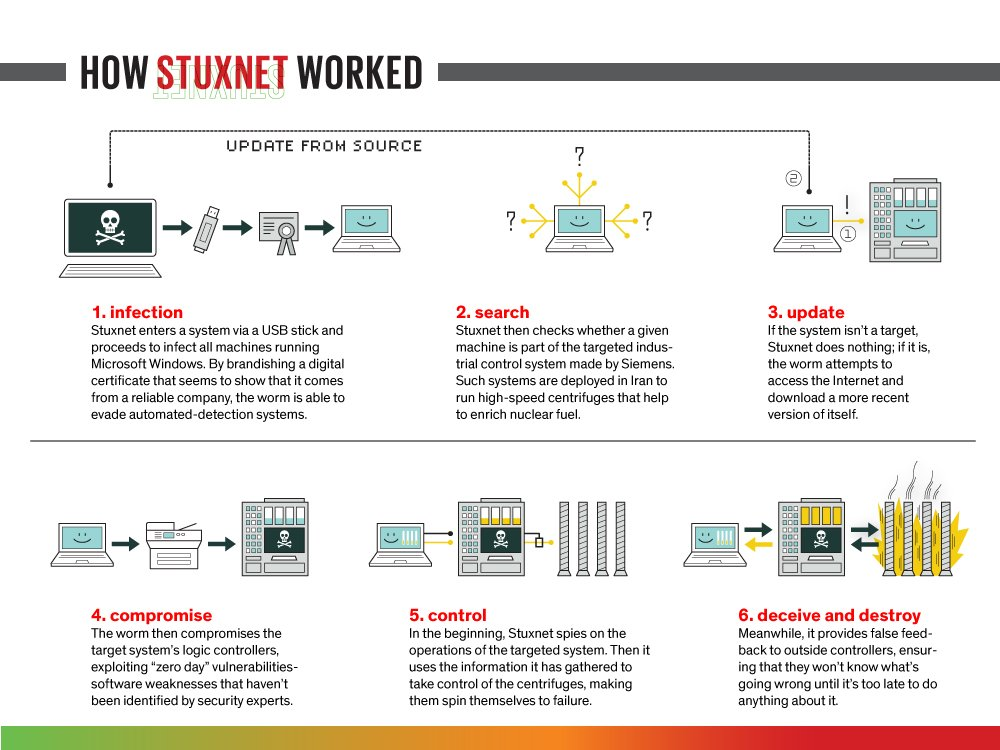 HOW STUXNET WORKED
STUXNET
UPDATE FROM SOURCE
?
?
?
2
!
1
1. infection
Stuxnet enters a system via a USB stick and
proceeds to infect all machines running
Microsoft Windows. By brandishing a digital
certificate that seems to show that it comes
from a reliable company, the worm is able to
evade automated-detection systems.
2. search
Stuxnet then checks whether a given
machine is part of the targeted indus-
trial control system made by Siemens.
Such systems are deployed in Iran to
run high-speed centrifuges that help
to enrich nuclear fuel.
3. update
If the system isn't a target,
Stuxnet does nothing; if it is,
the worm attempts to
access the Internet and
download a more recent
version of itself.
4. compromise
The worm then compromises the
target system's logic controllers,
exploiting “zero day” vulnerabilities-
software weaknesses that haven't
been identified by security experts.
5. control
In the beginning, Stuxnet spies on the
operations of the targeted system. Then it
uses the information it has gathered to
take control of the centrifuges, making
them spin themselves to failure.
6. deceive and destroy
Meanwhile, it provides false feed-
back to outside controllers, ensur-
ing that they won't know what's
going wrong until it's too late to do
anything about it.